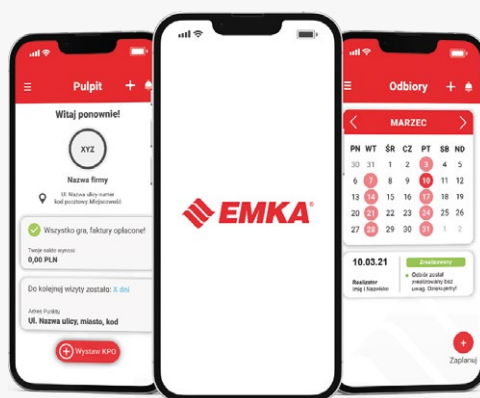 Pulpit
Witaj ponownie!
XYZ
Nazwa firmy
Ul. Nazwa ulicy numer
kod pocztowy Miejscowość
Wszystko gra, faktury opłacone!
Twoje saldo wynosi:
0,00 PLN
Do kolejnej wizyty zostało: X dni
Adres Punktu
Ul. Nazwa ulicy, miasto, kod
Wystaw KPO
EMKA®
Odbiory
MARZEC
PN WT ŚR CZ PT SB ND
30 31 1 2 3 4 5
6 7 8 9 10 11 12
13 14 15 16 17 18 19
20 21 22 23 24 25 26
27 28 29 30 31 1 2
10.03.21
Zrealizowany
Realizator
Imię i Nazwisko
Odbiór został
zrealizowany bez
uwag. Dziękujemy!
Zaplanuj